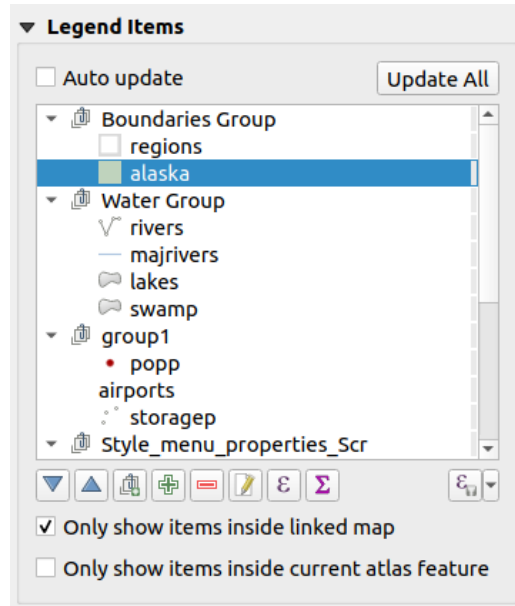 Legend Items
Auto update
Update All
Boundaries Group
regions
alaska
Water Group
rivers
majrivers
lakes
swamp
group1
popp
airports
storagep
Style_menu_properties_Scr
ε Σ ε
Only show items inside linked map
Only show items inside current atlas feature